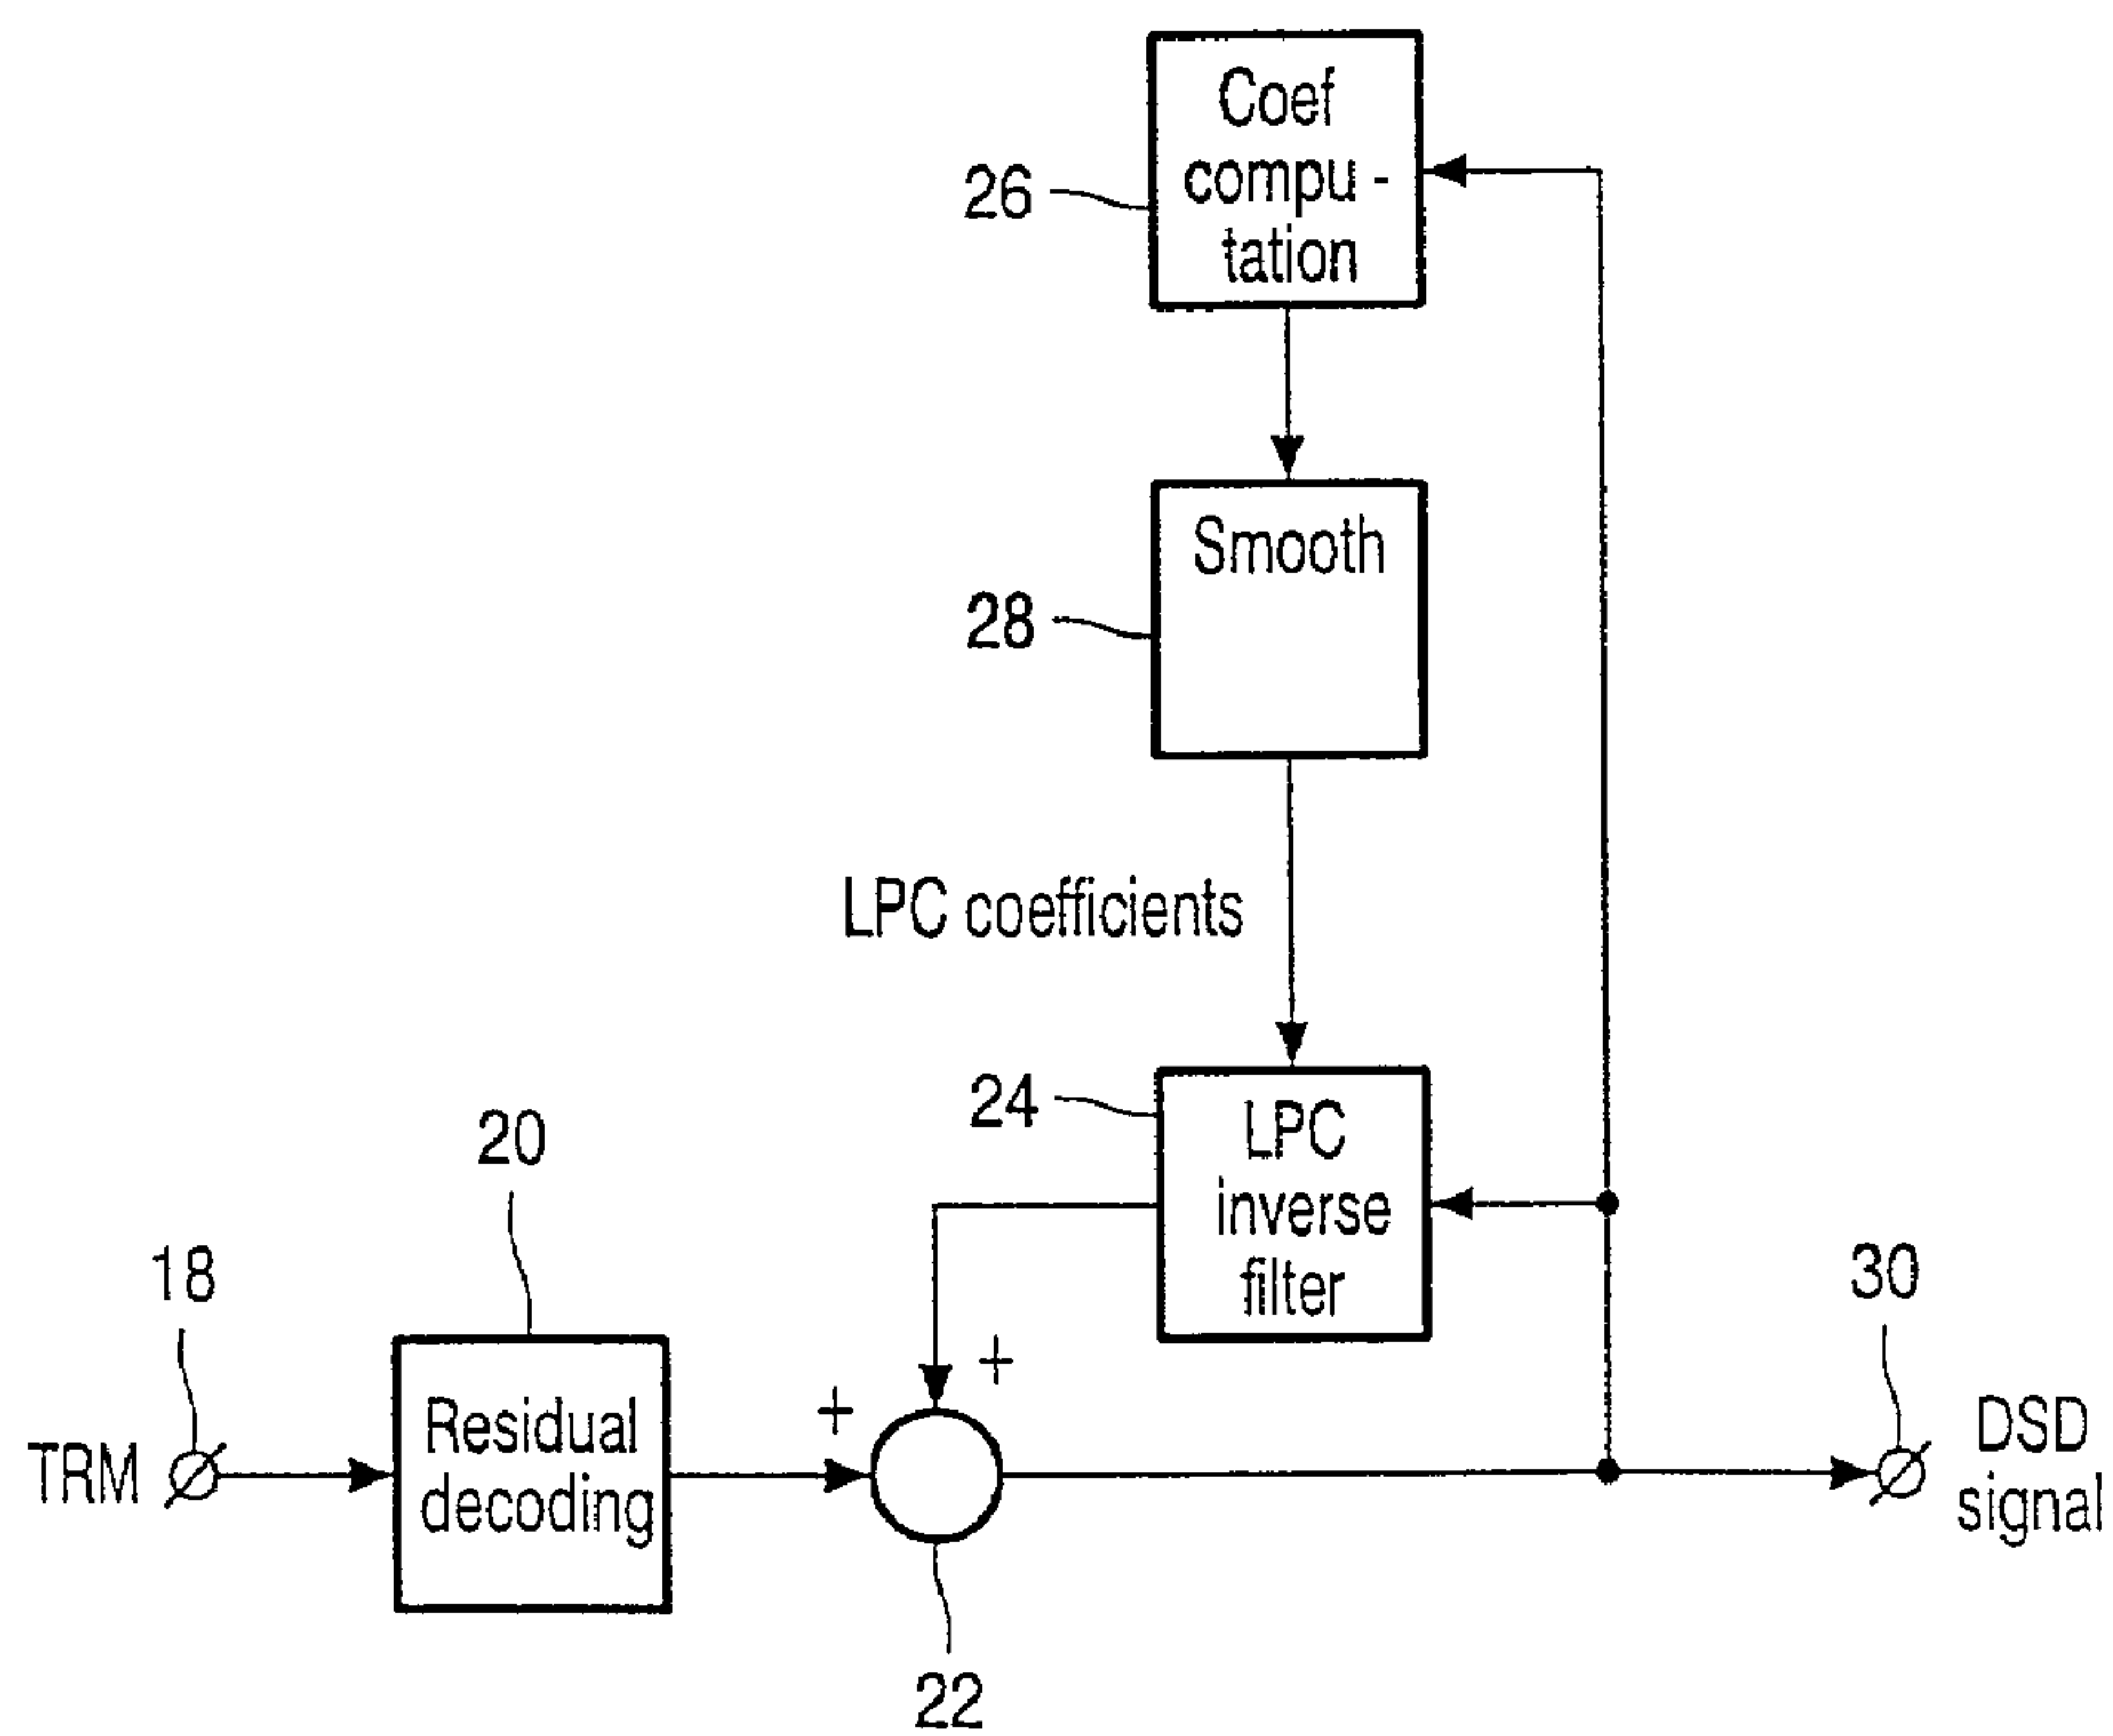 Coef
compu -
tation
26
Smooth
28
LPC coefficients
24
LPC
inverse
filter
20
18
30
+
+
TRM
Residual
decoding
DSD
signal
22